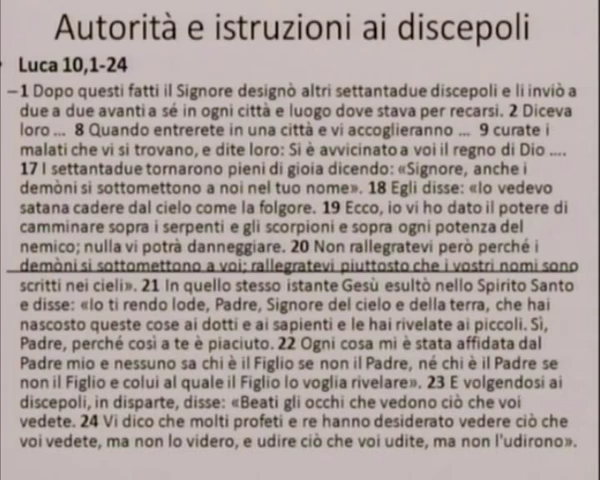 Autorità e istruzioni ai discepoli
• Luca 10,1-24
–1 Dopo questi fatti il Signore designò altri settantadue discepoli e li inviò a
due a due avanti a sé in ogni città e luogo dove stava per recarsi. 2 Diceva
loro ... 8 Quando entrerete in una città e vi accoglieranno ... 9 curate i
malati che vi si trovano, e dite loro: Si è avvicinato a voi il regno di Dio ....
17 I settantadue tornarono pieni di gioia dicendo: «Signore, anche i
demòni si sottomettono a noi nel tuo nome». 18 Egli disse: «Io vedevo
satana cadere dal cielo come la folgore. 19 Ecco, io vi ho dato il potere di
camminare sopra i serpenti e gli scorpioni e sopra ogni potenza del
nemico; nulla vi potrà danneggiare. 20 Non rallegratevi però perché i
demòni si sottomettono a voi; rallegratevi piuttosto che i vostri nomi sono
scritti nei cieli». 21 In quello stesso istante Gesù esultò nello Spirito Santo
e disse: «Io ti rendo lode, Padre, Signore del cielo e della terra, che hai
nascosto queste cose ai dotti e ai sapienti e le hai rivelate ai piccoli. Sì,
Padre, perché così a te è piaciuto. 22 Ogni cosa mi è stata affidata dal
Padre mio e nessuno sa chi è il Figlio se non il Padre, né chi è il Padre se
non il Figlio e colui al quale il Figlio lo voglia rivelare». 23 E volgendosi ai
discepoli, in disparte, disse: «Beati gli occhi che vedono ciò che voi
vedete. 24 Vi dico che molti profeti e re hanno desiderato vedere ciò che
voi vedete, ma non lo videro, e udire ciò che voi udite, ma non l'udirono».